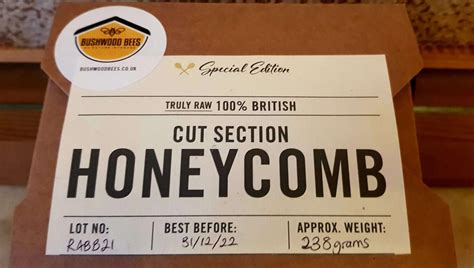 BUSHWOOD BEES
BUSHWOODBEES.CO.UK
Special Edition
TRULY RAW 100% BRITISH
CUT SECTION
HONEYCOMB
LOT NO:
RABB21
BEST BEFORE:
31/12/22
APPROX. WEIGHT:
238grams